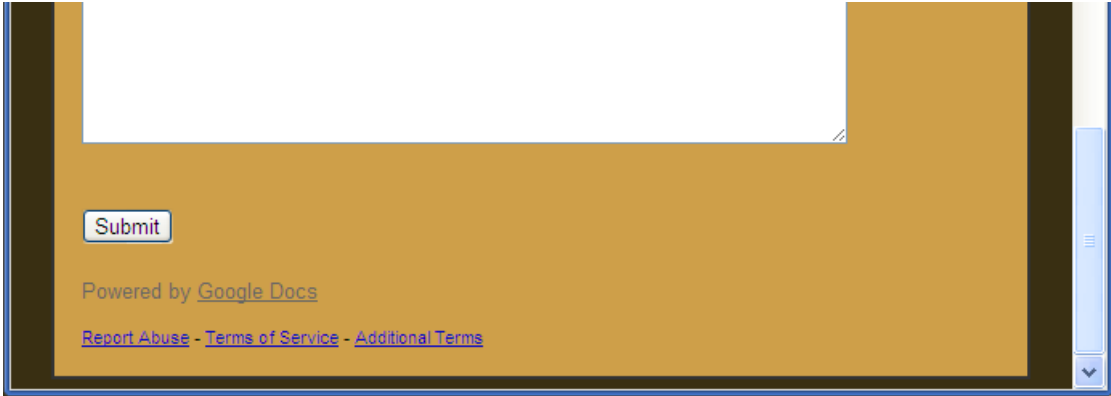 Submit
Powered by Google Docs
Report Abuse - Terms of Service - Additional Terms